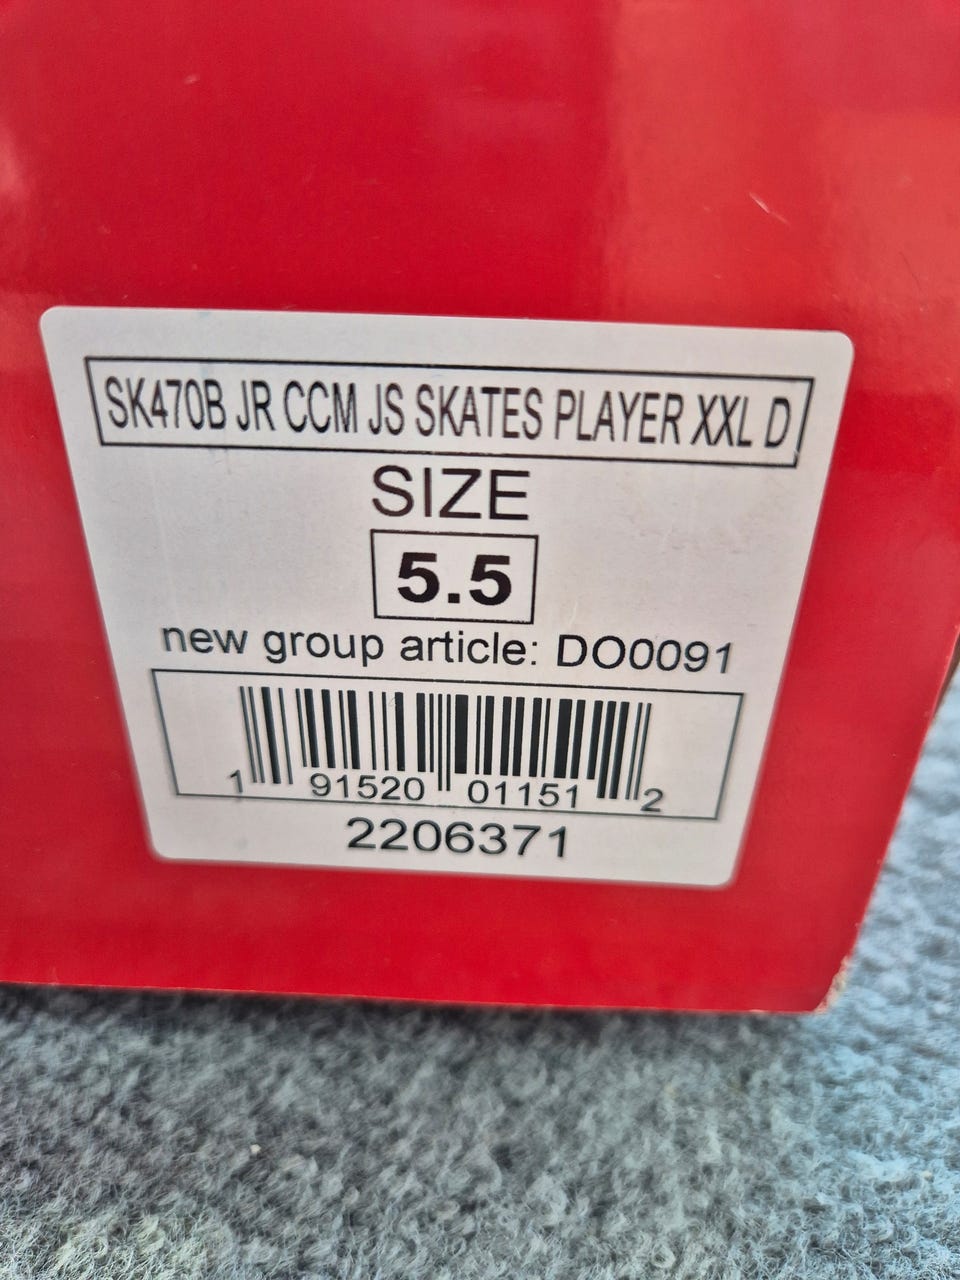 SK470B JR CCM JS SKATES PLAYER XXL D
SIZE
5.5
new group article: DO0091
1 91520 01151 2
2206371